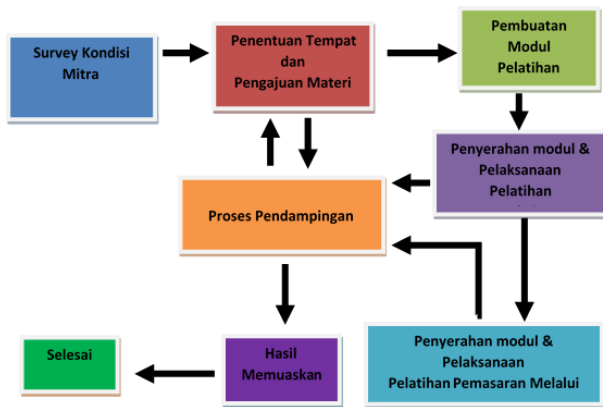 Survey Kondisi
Mitra
Penentuan Tempat
dan
Pengajuan Materi
Pembuatan
Modul
Pelatihan
Penyerahan modul &
Pelaksanaan
Pelatihan
Proses Pendampingan
Selesai
Hasil
Memuaskan
Penyerahan modul &
Pelaksanaan
Pelatihan Pemasaran Melalui